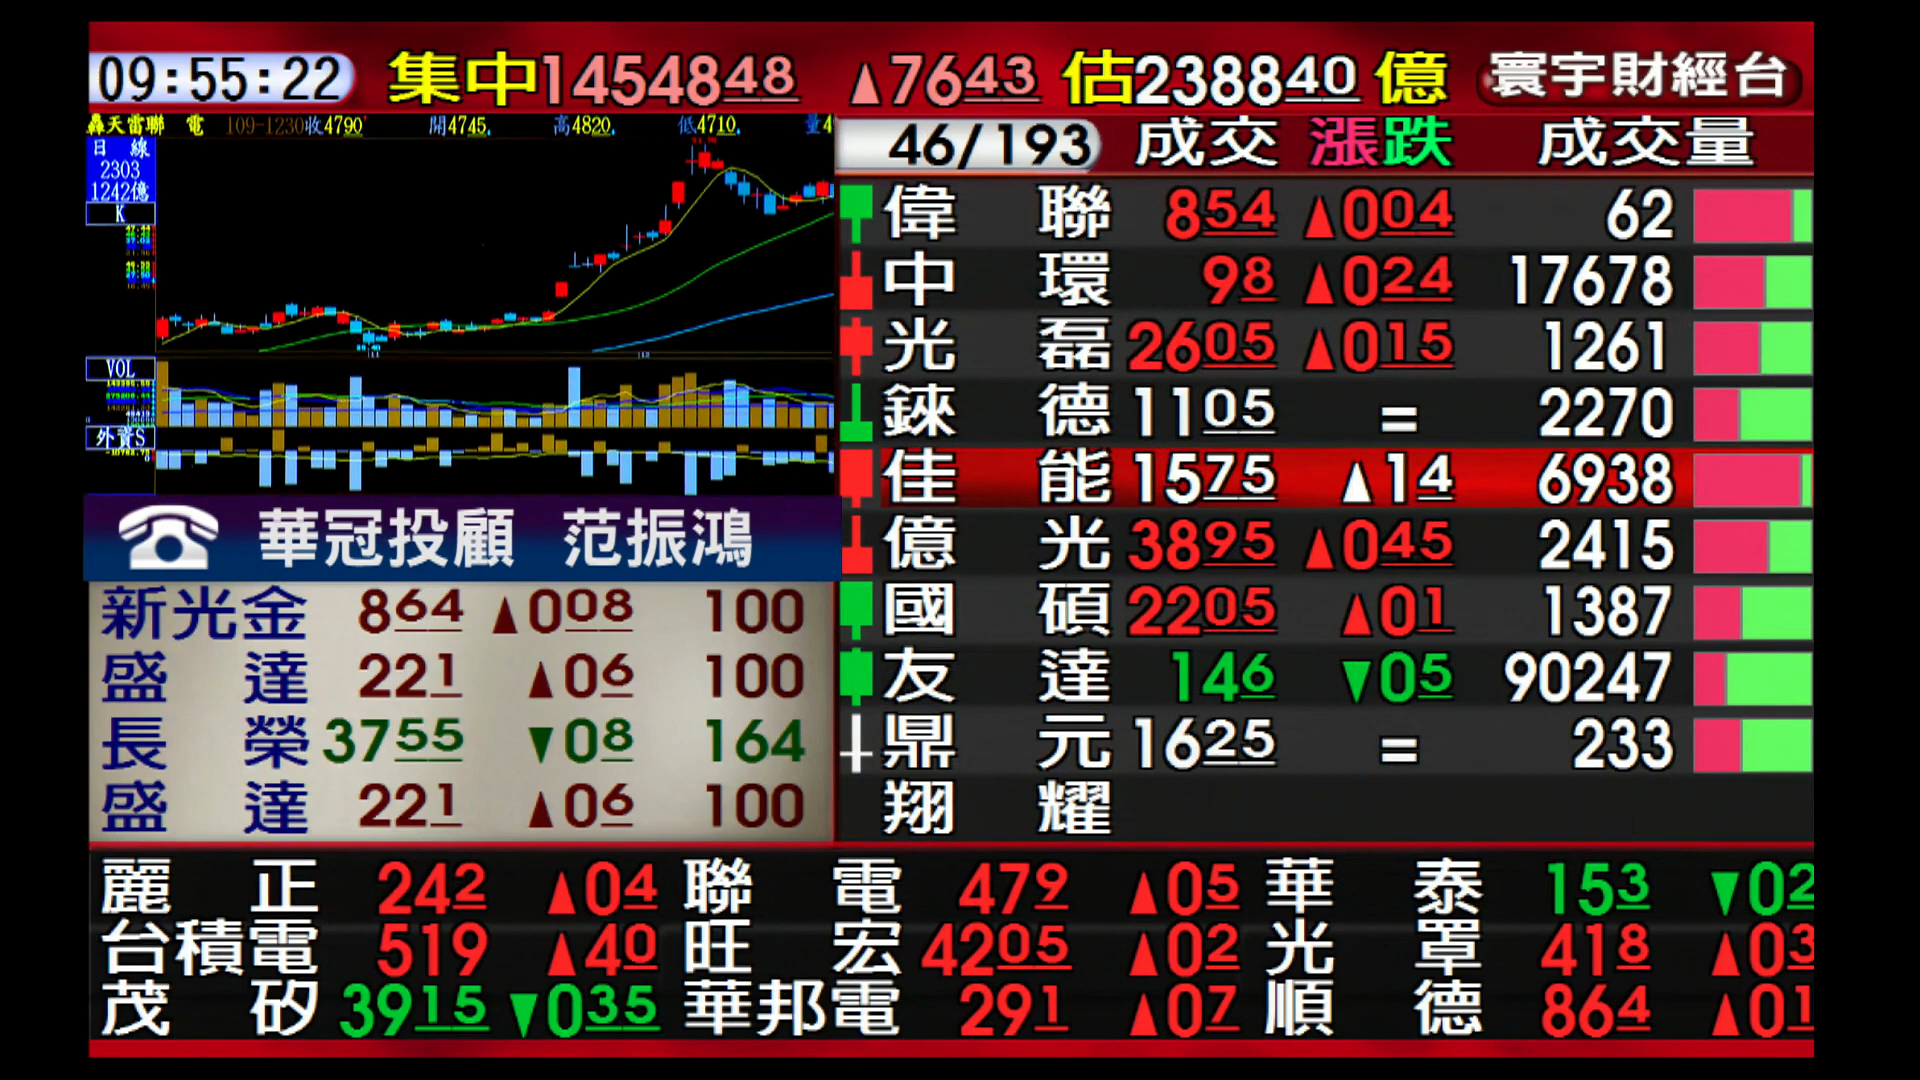 09:55:22 集中1454848 ▲7643 估238840億 寰宇財經台
轟天雷聯 電 109-1230收4790 開4745 高4820 低4710 量4
日 線
2303
1242億
K
VOL
外資S
華冠投顧 范振鴻
新光金 864 ▲008 100
盛達 221 ▲06 100
長榮 3755 ▼08 164
盛達 221 ▲06 100
46/193 成交 漲跌 成交量
偉聯 854 ▲004 62
中環 98 ▲024 17678
光磊 2605 ▲015 1261
錸德 1105 = 2270
佳能 1575 ▲14 6938
億光 3895 ▲045 2415
國碩 2205 ▲01 1387
友達 146 ▼05 90247
鼎元 1625 = 233
翔耀
麗正 242 ▲04 聯電 479 ▲05 華泰 153 ▼02
台積電 519 ▲40 旺宏 4205 ▲02 光罩 418 ▲03
茂矽 3915 ▼035 華邦電 291 ▲07 順德 864 ▲01